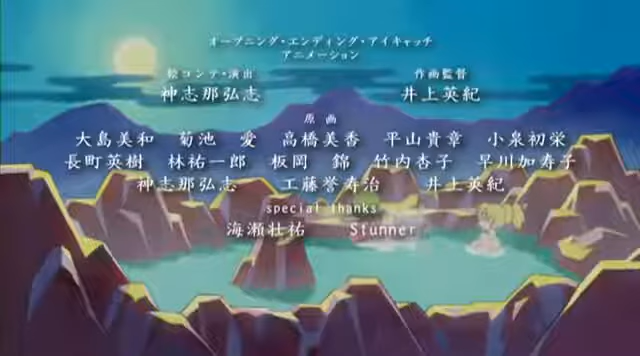 オープニング・エンディング・アイキャッチ
アニメーション
絵コンテ・演出 作画監督
神志那弘志 井上英紀
原画
大島美和 菊池 愛 高橋美香 平山貴章 小泉初栄
長町英樹 林祐一郎 板岡 錦 竹内杏子 早川加寿子
神志那弘志 工藤誉寿治 井上英紀
special thanks
海瀬壮祐 Stunner